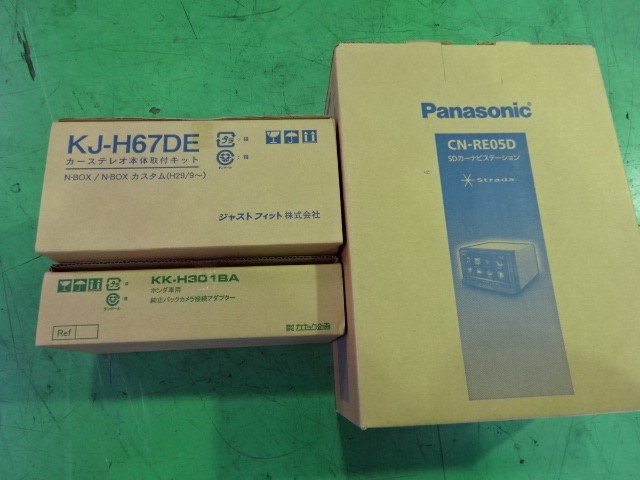 KJ-H67DE
カーステレオ本体取付キット
N-BOX / N-BOX カスタム(H29/9～)
ジャストフィット株式会社
KK-H301BA
ホンダ車用
純正バックカメラ接続アダプター
Ref
Panasonic
CN-RE05D
SDカーナビステーション
Strada